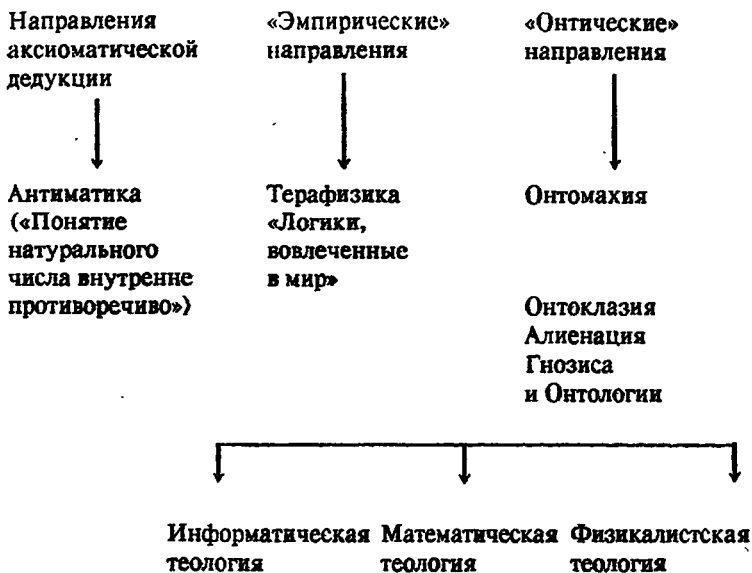 Направления
аксиоматической
дедукции
«Эмпирические»
направления
«Онтические»
направления
Антиматика
(«Понятие
натурального
числа внутренне
противоречиво»)
Терафизика
«Логики,
вовлеченные
в мир»
Онтомахия
Онтоклазия
Алиенация
Гнозиса
и Онтологии
Информатическая
теология
Математическая
теология
Физикалистская
теология